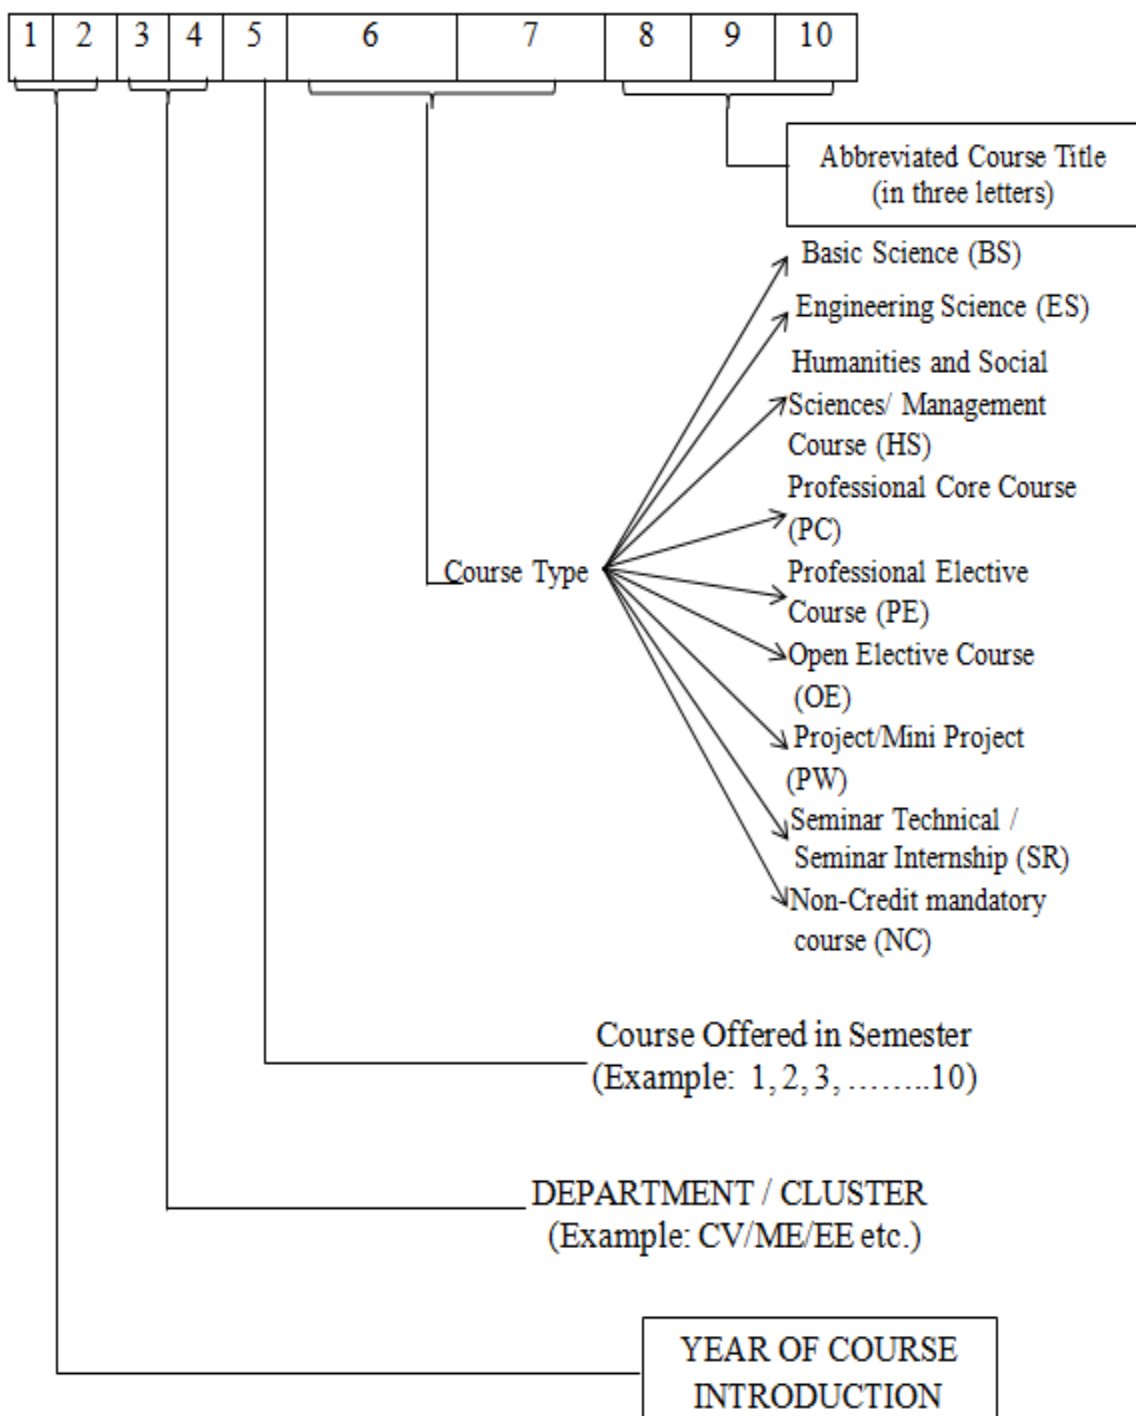 1 2 3 4 5 6 7 8 9 10
Abbreviated Course Title
(in three letters)
Basic Science (BS)
Engineering Science (ES)
Humanities and Social
Sciences/ Management
Course (HS)
Professional Core Course
(PC)
Course Type
Professional Elective
Course (PE)
Open Elective Course
(OE)
Project/Mini Project
(PW)
Seminar Technical /
Seminar Internship (SR)
Non-Credit mandatory
course (NC)
Course Offered in Semester
(Example: 1, 2, 3, ........10)
DEPARTMENT / CLUSTER
(Example: CV/ME/EE etc.)
YEAR OF COURSE
INTRODUCTION